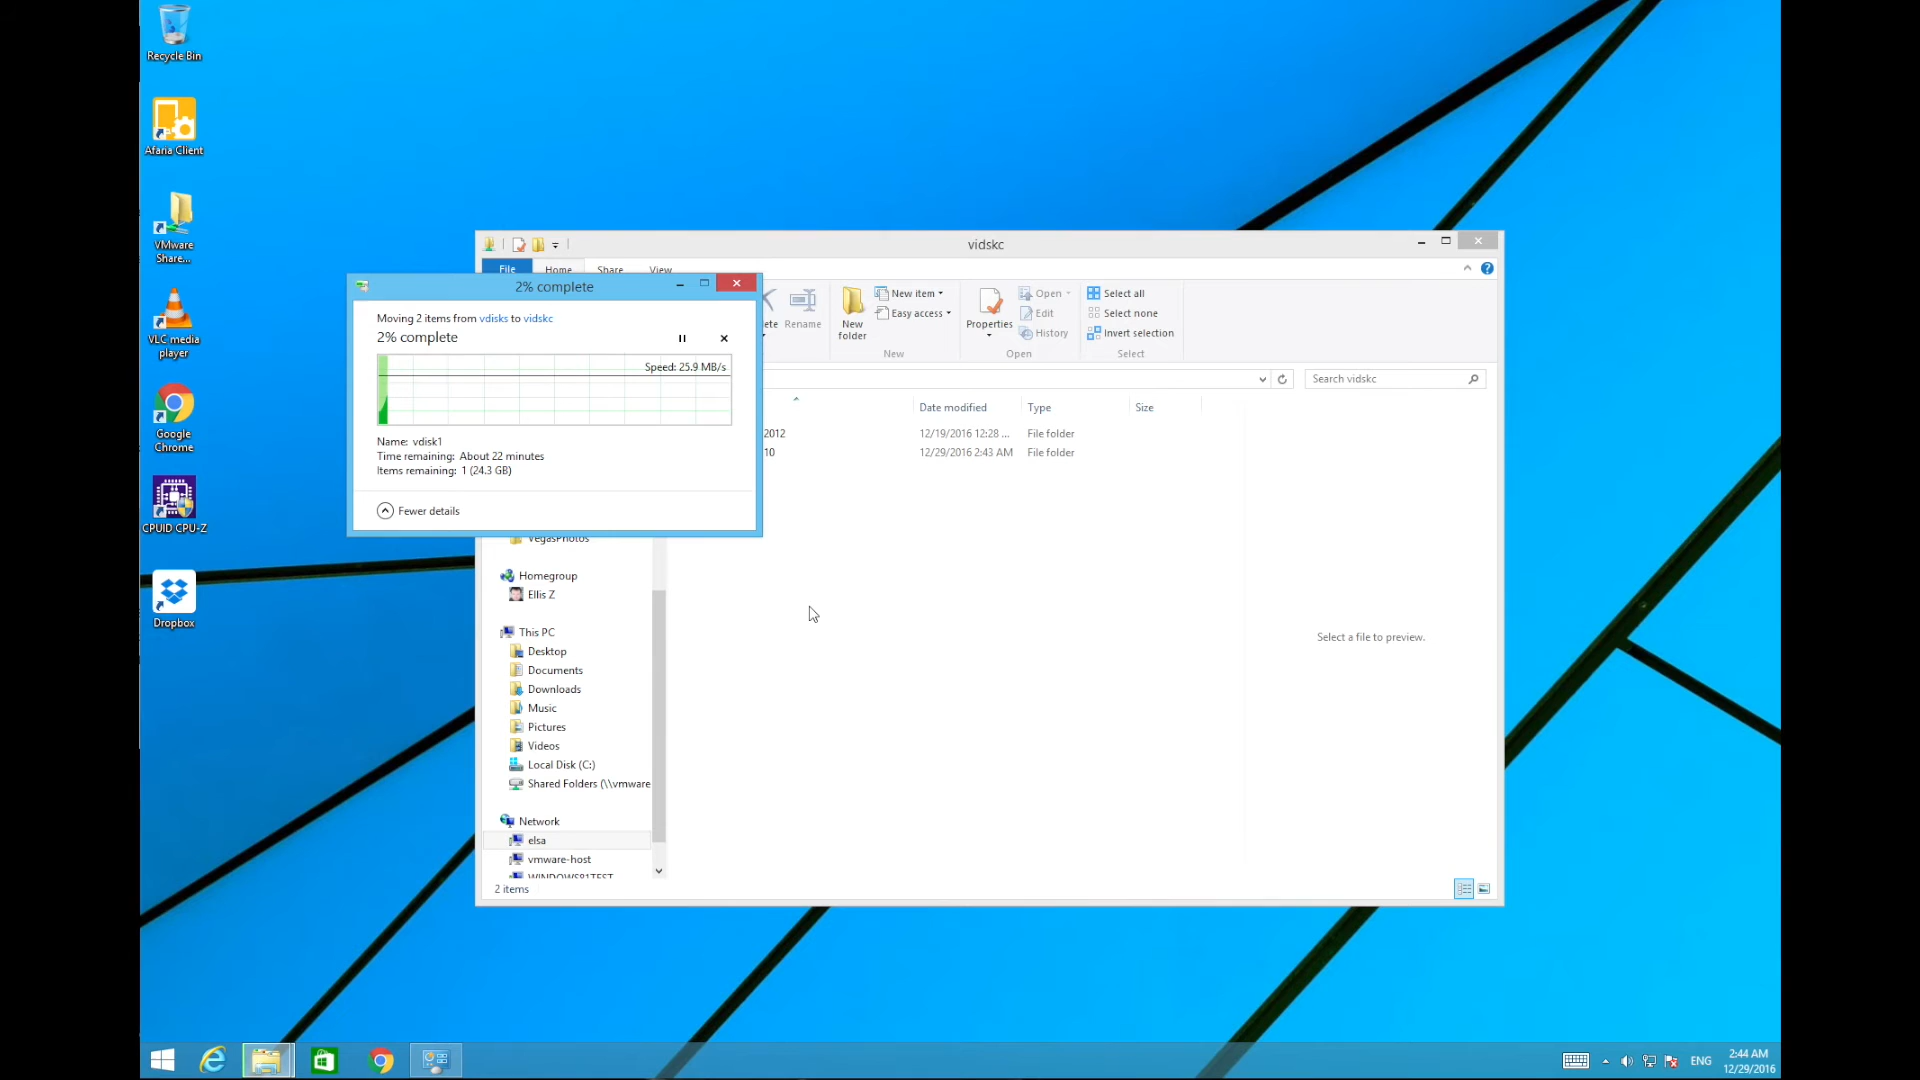 Recycle Bin
Afaria Client
VMware
Share...
VLC media
player
Google
Chrome
CPUID CPU-Z
Dropbox
vidskc
File
Home
Share
View
2% complete
Moving 2 items from vdisks to vidskc
2% complete
Speed: 25.9 MB/s
Name: vdisk1
Time remaining: About 22 minutes
Items remaining: 1 (24.3 GB)
Fewer details
Rename
New
folder
New item
Easy access
New
Properties
Open
Edit
History
Open
Select all
Select none
Invert selection
Select
Search vidskc
Date modified
Type
Size
2012
12/19/2016 12:28 ...
File folder
10
12/29/2016 2:43 AM
File folder
VegasPhotos
Homegroup
Ellis Z
This PC
Desktop
Documents
Downloads
Music
Pictures
Videos
Local Disk (C:)
Shared Folders (\\vmware
Network
elsa
vmware-host
WINDOWS81TEST
2 items
Select a file to preview.
ENG
2:44 AM
12/29/2016